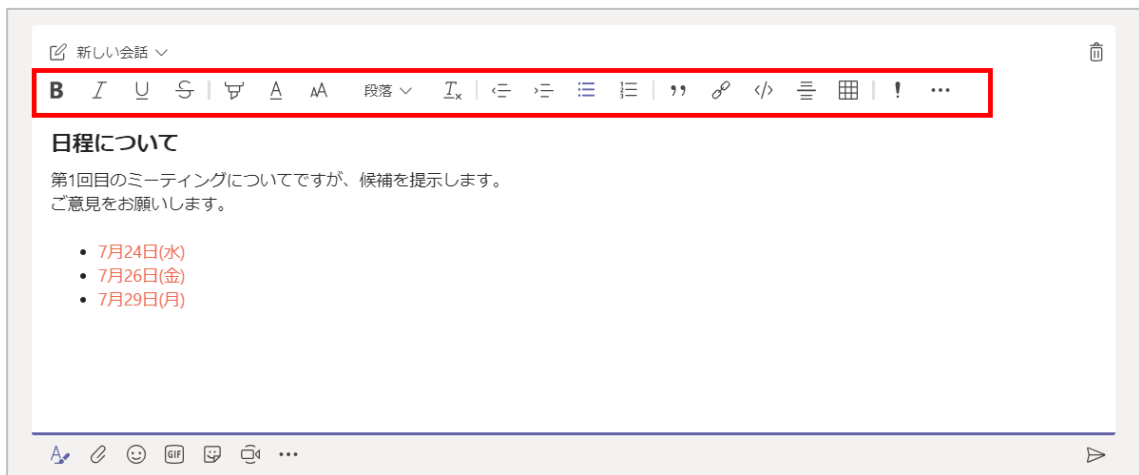 新しい会話
B I U S A AA 段落 Tx
日程について
第1回目のミーティングについてですが、候補を提示します。
ご意見をお願いします。
• 7月24日(水)
• 7月26日(金)
• 7月29日(月)
GIF